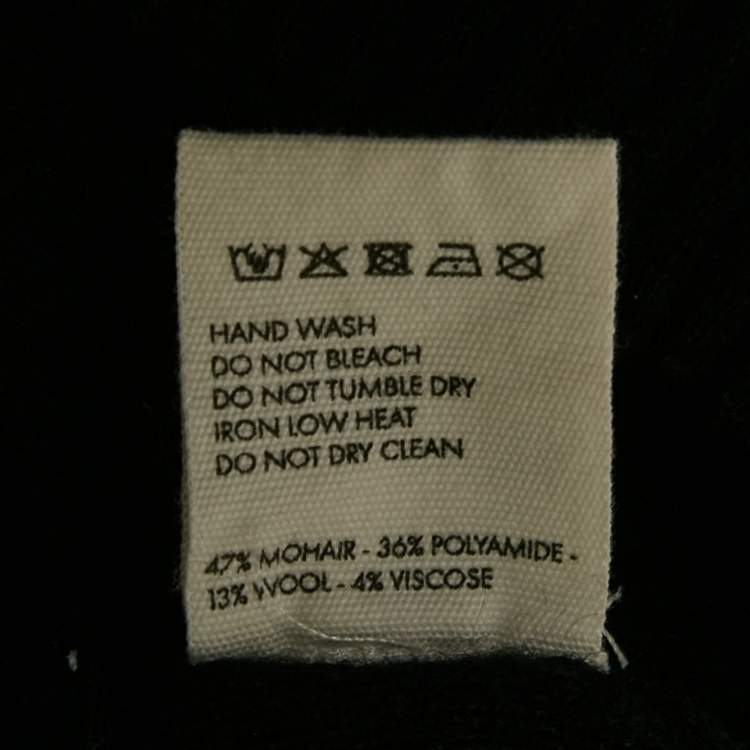 HAND WASH
DO NOT BLEACH
DO NOT TUMBLE DRY
IRON LOW HEAT
DO NOT DRY CLEAN
47% MOHAIR - 36% POLYAMIDE -
13% WOOL - 4% VISCOSE